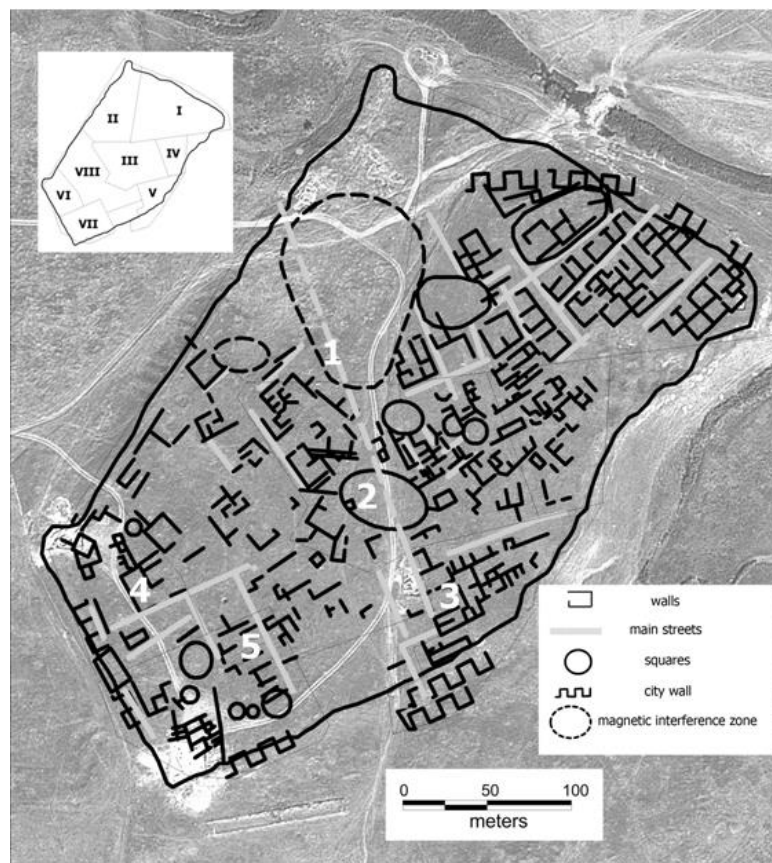 I
II
III
IV
VIII
VI
V
VII
1
2
3
4
5
walls
main streets
squares
city wall
magnetic interference zone
0 50 100
meters